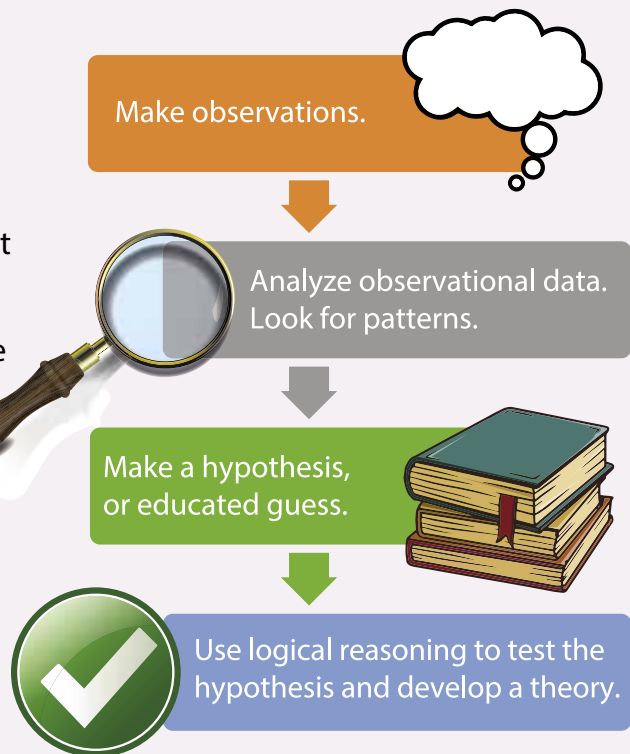 Make observations.
t
Analyze observational data.
Look for patterns.
e
Make a hypothesis,
or educated guess.
Use logical reasoning to test the
hypothesis and develop a theory.